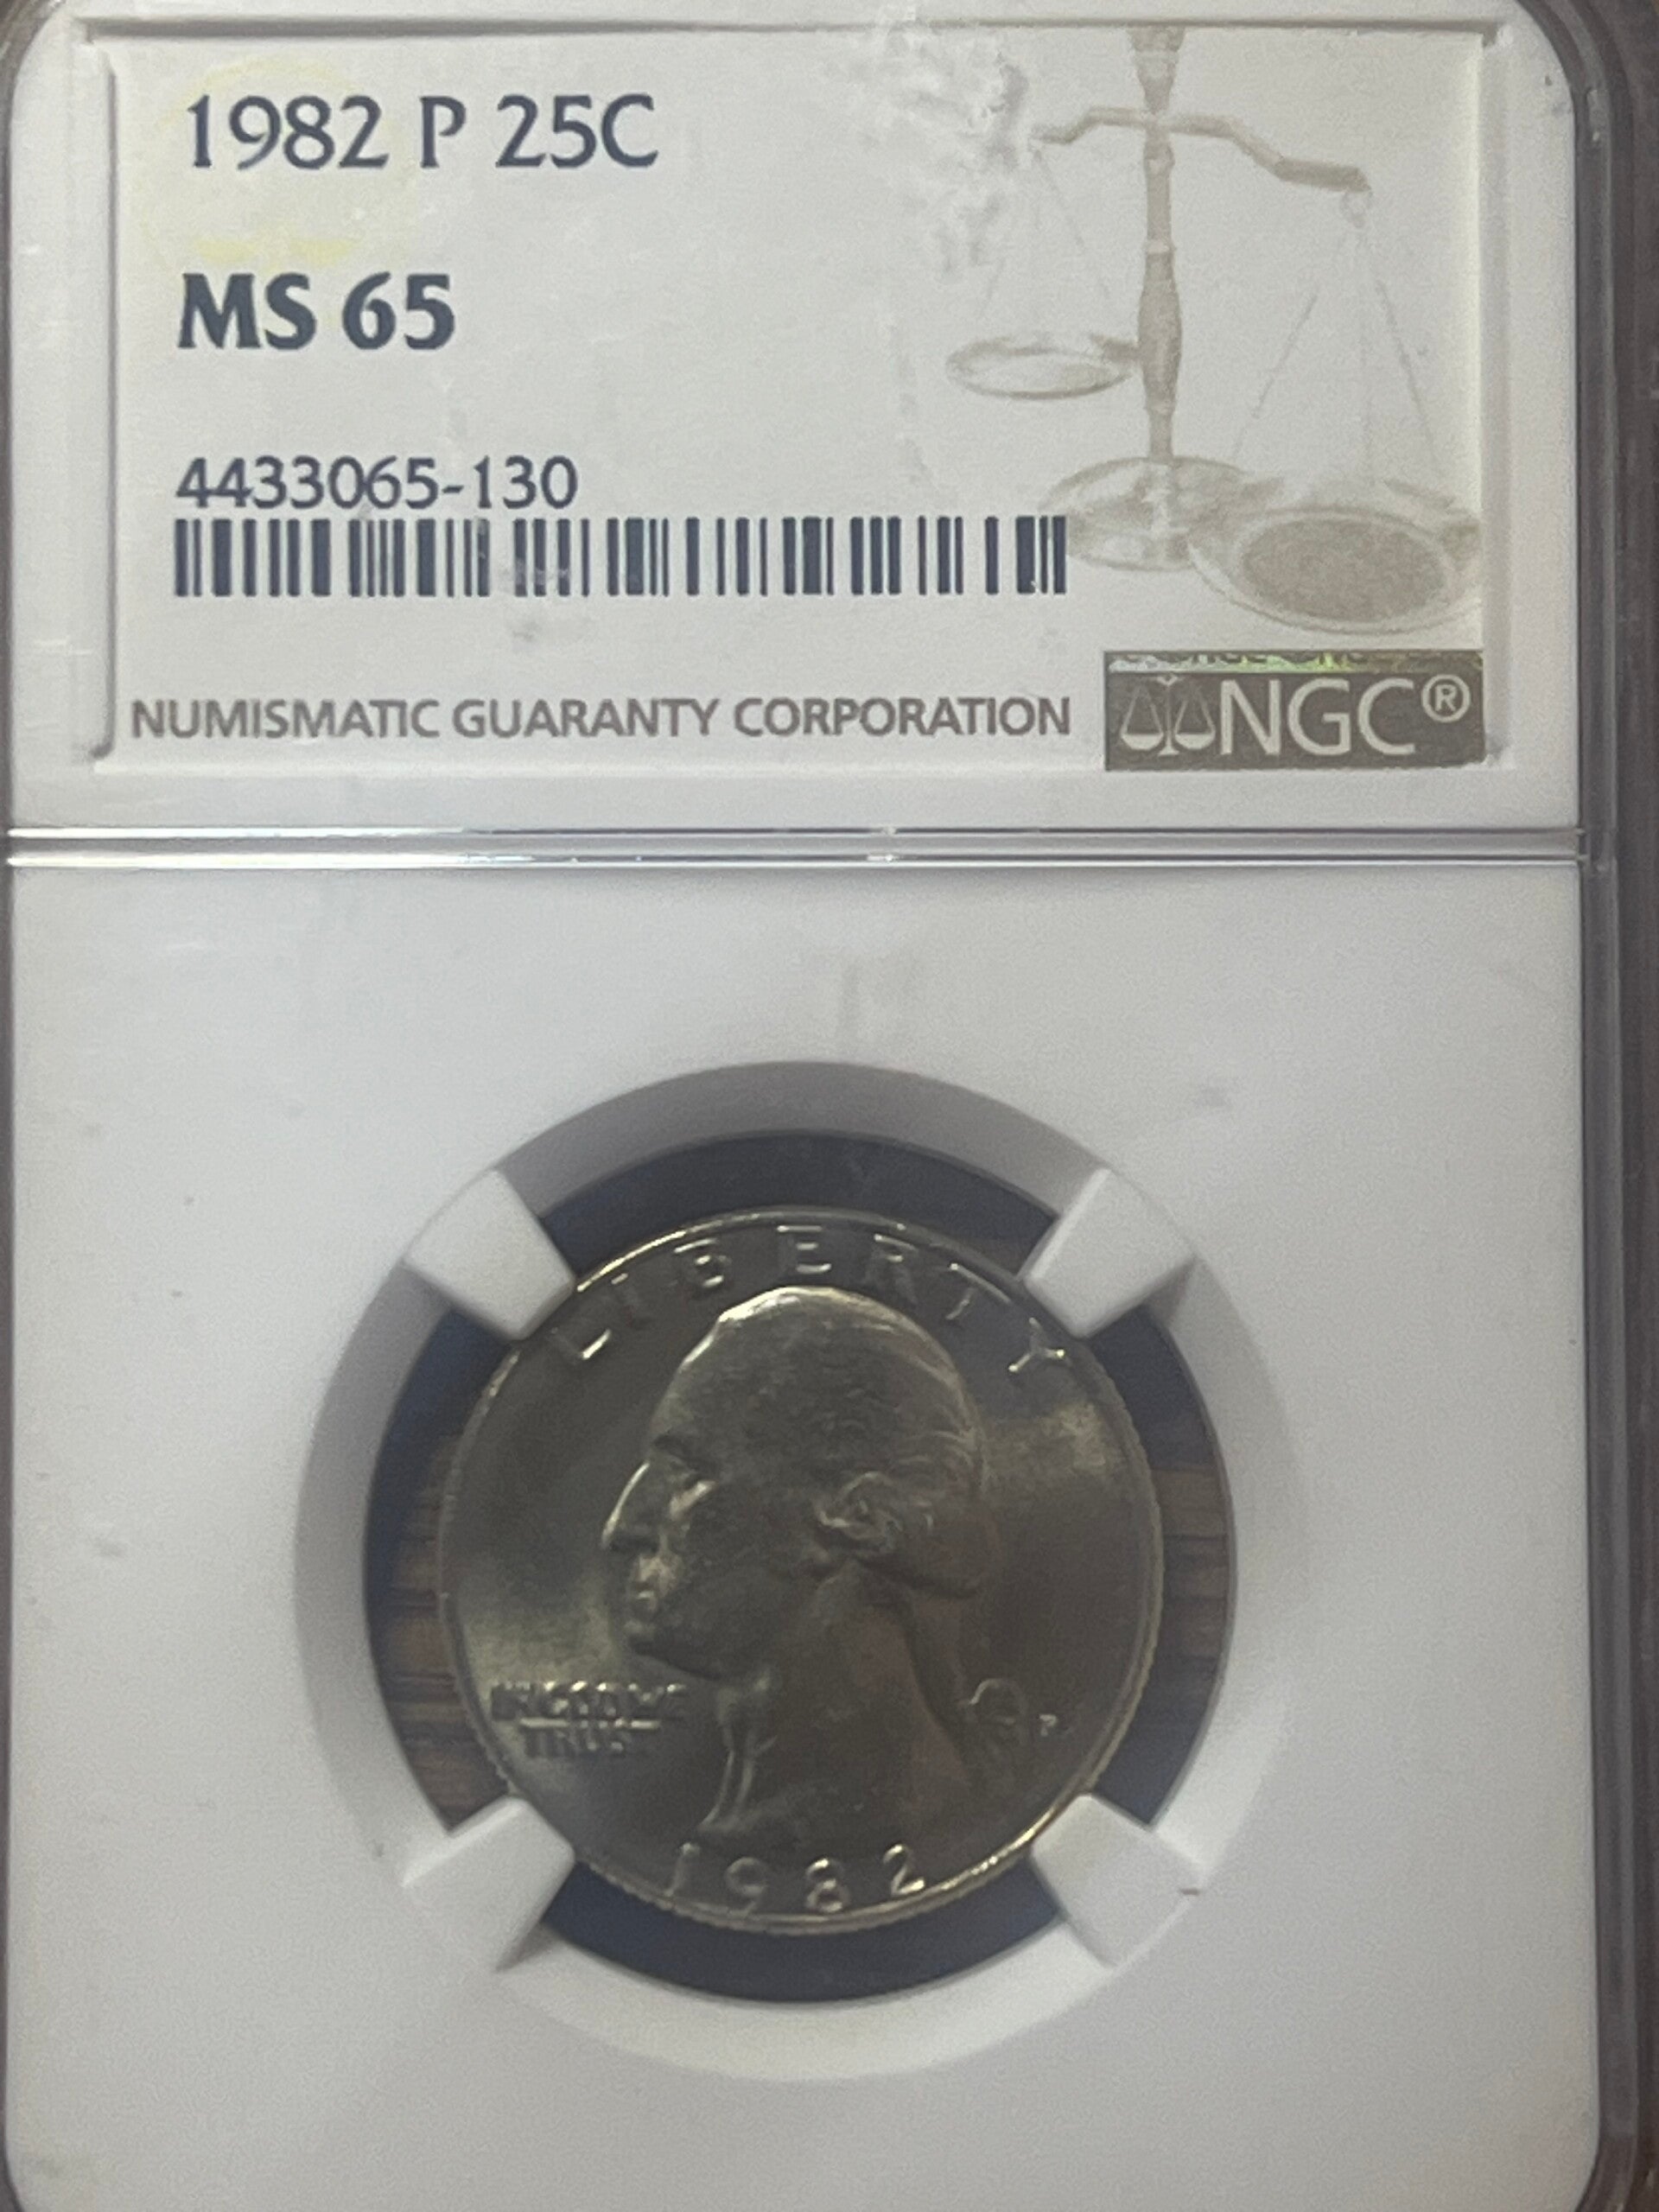 1982 P 25C
MS 65
4433065-130
NUMISMATIC GUARANTY CORPORATION
NGC®
LIBERTY
IN GOD WE
TRUST
P
1982